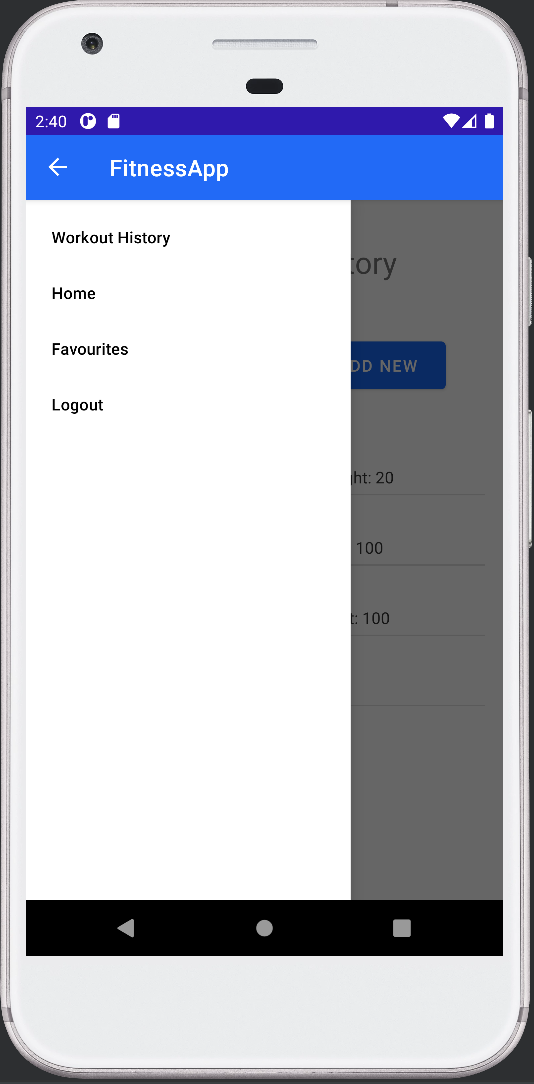 2:40
FitnessApp
Workout History
Home
Favourites
Logout
tory
DD NEW
ght: 20
100
t: 100